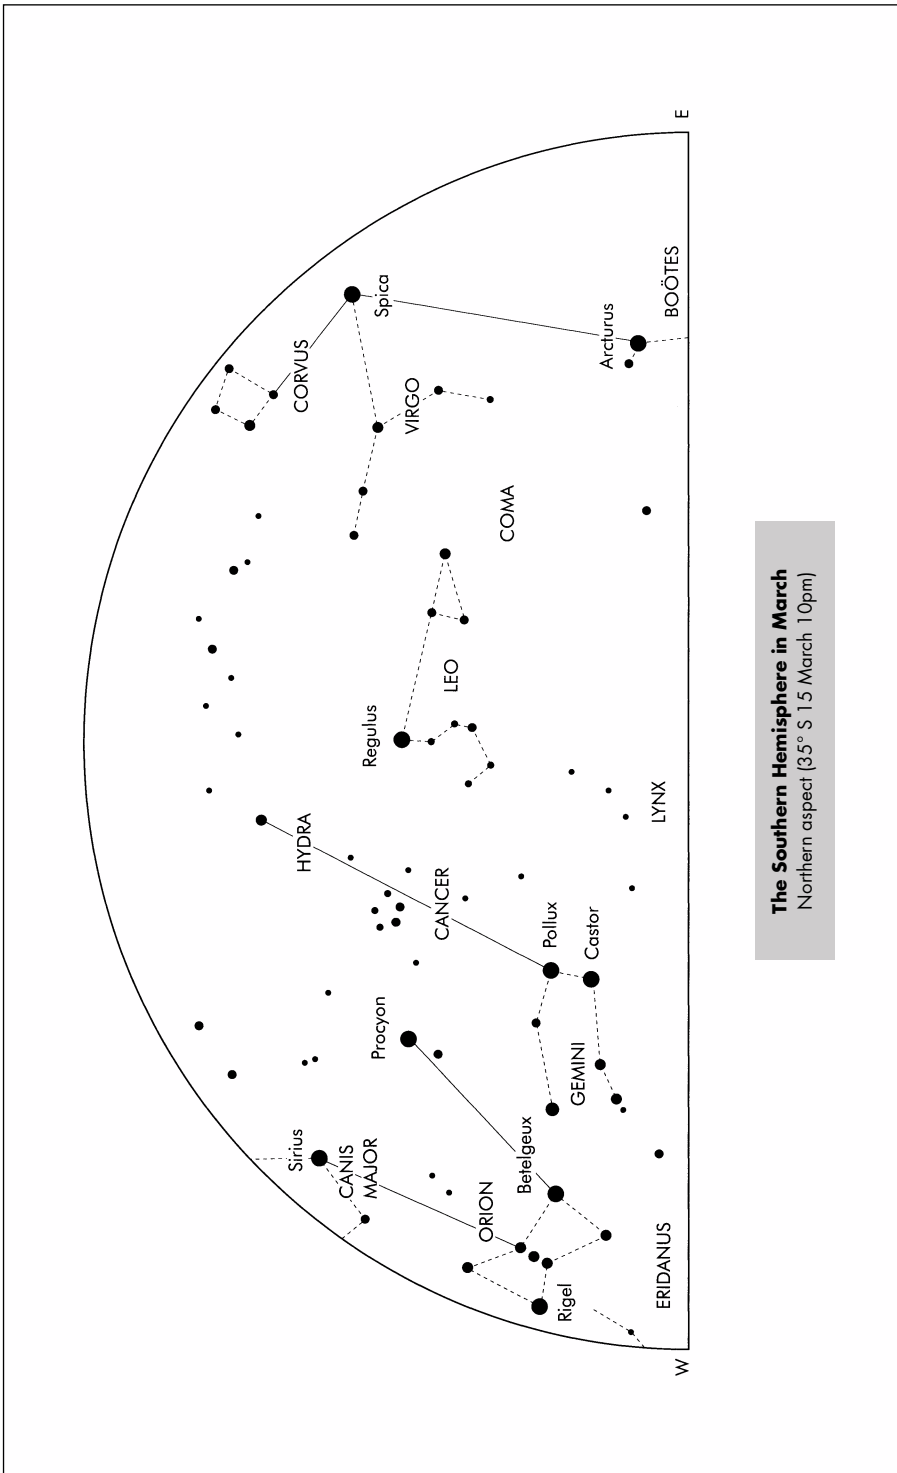 CORVUS
Spica
VIRGO
Arcturus
BOÖTES
E
COMA
LEO
Regulus
HYDRA
CANCER
LYNX
Pollux
Castor
Procyon
GEMINI
Sirius
CANIS
MAJOR
Betelgeux
ORION
Rigel
ERIDANUS
W
The Southern Hemisphere in March
Northern aspect (35° S 15 March 10pm)